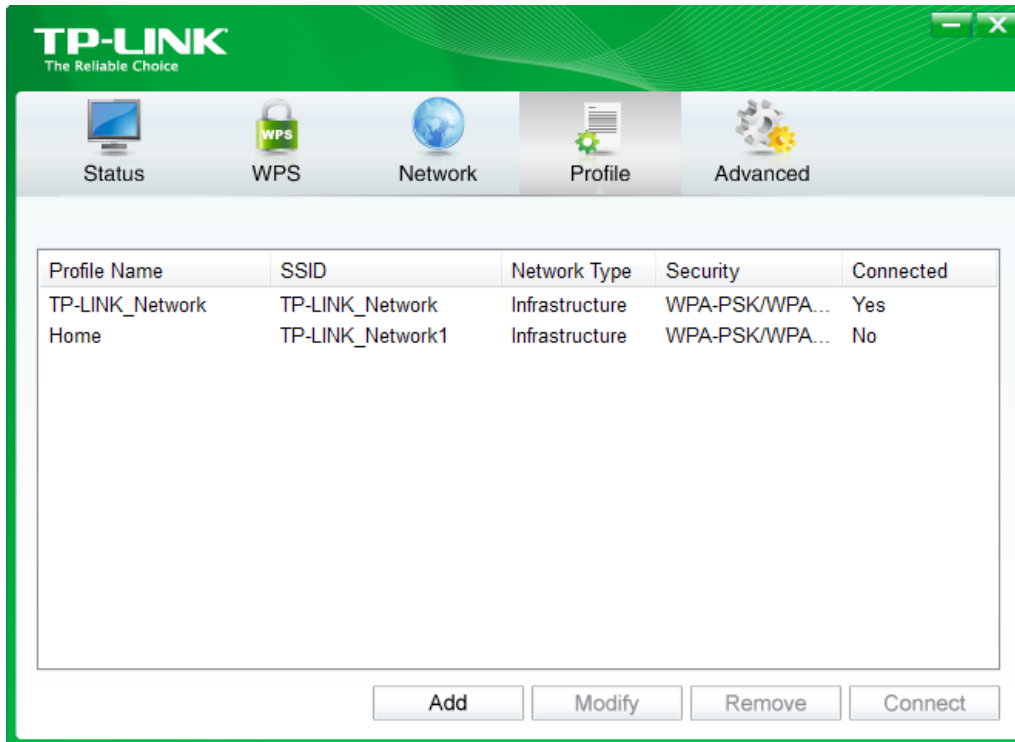 TP-LINK
The Reliable Choice
WPS
Status WPS Network Profile Advanced
Profile Name SSID Network Type Security Connected
TP-LINK_Network TP-LINK_Network Infrastructure WPA-PSK/WPA... Yes
Home TP-LINK_Network1 Infrastructure WPA-PSK/WPA... No
Add Modify Remove Connect